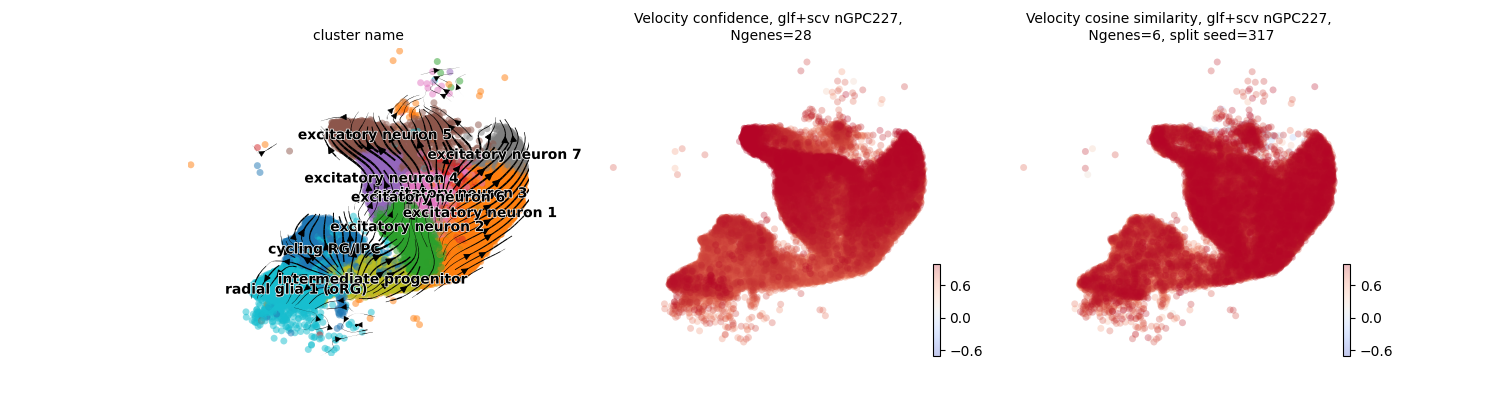 cluster name
excitatory neuron 5
excitatory neuron 7
excitatory neuron 4
excitatory neuron 3
excitatory neuron 6
excitatory neuron 1
excitatory neuron 2
cycling RG/IPC
intermediate progenitor
radial glia 1 (oRG)
Velocity confidence, glf+scv nGPC227,
Ngenes=28
0.6
0.0
−0.6
Velocity cosine similarity, glf+scv nGPC227,
Ngenes=6, split seed=317
0.6
0.0
−0.6